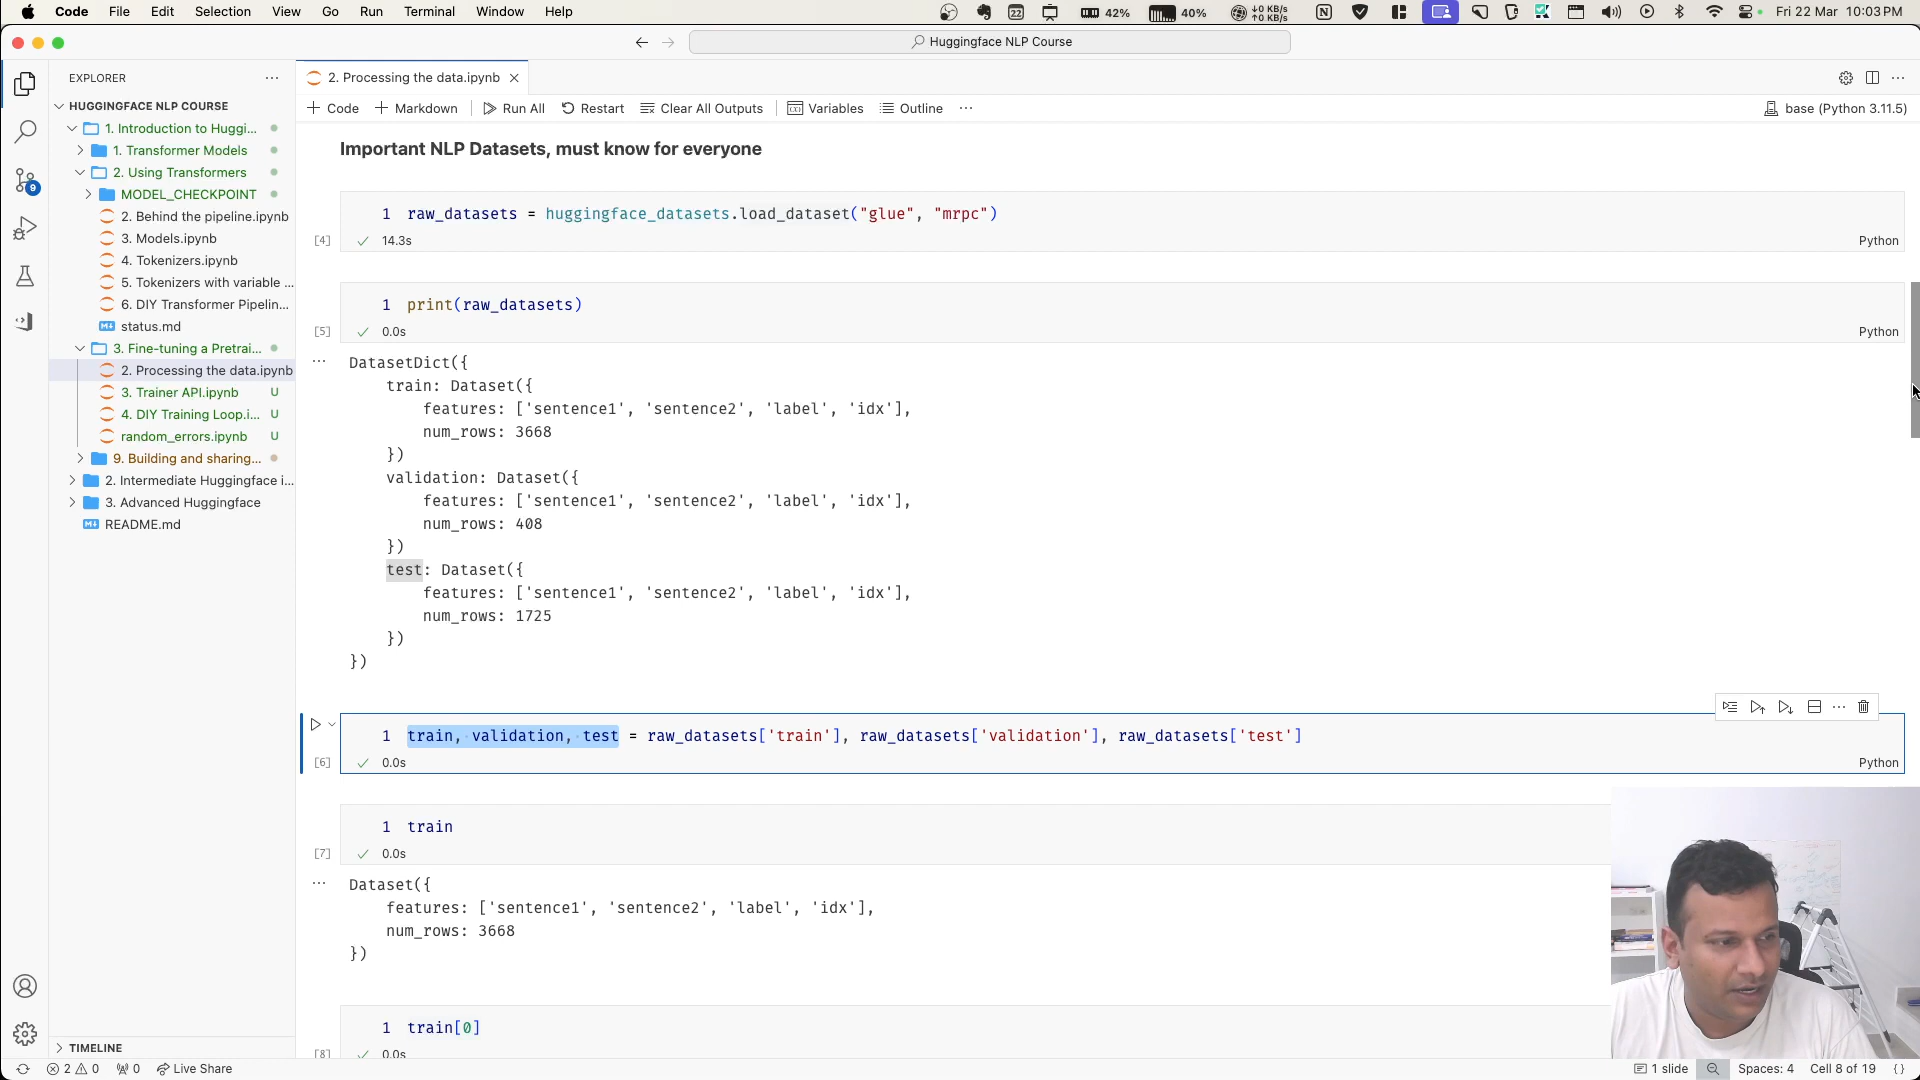 Code File Edit Selection View Go Run Terminal Window Help
22 42% 40% ↓0 KB/s ↑0 KB/s Fri 22 Mar 10:03 PM
Huggingface NLP Course
EXPLORER ...
2. Processing the data.ipynb
HUGGINGFACE NLP COURSE
1. Introduction to Huggi...
1. Transformer Models
2. Using Transformers
MODEL_CHECKPOINT
2. Behind the pipeline.ipynb
3. Models.ipynb
4. Tokenizers.ipynb
5. Tokenizers with variable ...
6. DIY Transformer Pipelin...
status.md
3. Fine-tuning a Pretrai...
2. Processing the data.ipynb
3. Trainer API.ipynb U
4. DIY Training Loop.i... U
random_errors.ipynb U
9. Building and sharing...
2. Intermediate Huggingface i...
3. Advanced Huggingface
README.md
9
TIMELINE
+ Code + Markdown Run All Restart Clear All Outputs Variables Outline ... base (Python 3.11.5)
Important NLP Datasets, must know for everyone
1 raw_datasets = huggingface_datasets.load_dataset("glue", "mrpc")
[4] ✓ 14.3s Python
1 print(raw_datasets)
[5] ✓ 0.0s Python
... DatasetDict({
train: Dataset({
features: ['sentence1', 'sentence2', 'label', 'idx'],
num_rows: 3668
})
validation: Dataset({
features: ['sentence1', 'sentence2', 'label', 'idx'],
num_rows: 408
})
test: Dataset({
features: ['sentence1', 'sentence2', 'label', 'idx'],
num_rows: 1725
})
})
1 train, validation, test = raw_datasets['train'], raw_datasets['validation'], raw_datasets['test']
[6] ✓ 0.0s Python
1 train
[7] ✓ 0.0s
... Dataset({
features: ['sentence1', 'sentence2', 'label', 'idx'],
num_rows: 3668
})
1 train[0]
[8] ✓ 0.0s
2 0 0 Live Share 1 slide Spaces: 4 Cell 8 of 19 {}